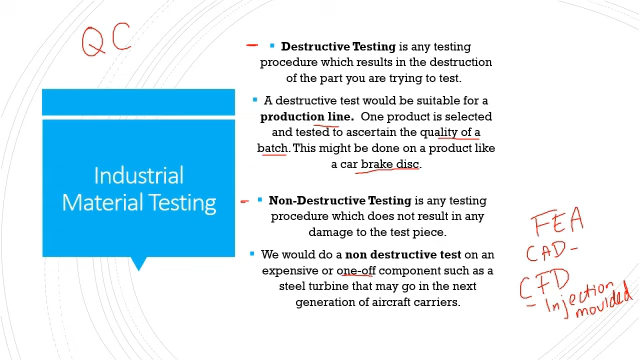 QC
Industrial
Material Testing
Destructive Testing is any testing
procedure which results in the destruction
of the part you are trying to test.
A destructive test would be suitable for a
production line. One product is selected
and tested to ascertain the quality of a
batch. This might be done on a product like
a car brake disc.
Non-Destructive Testing is any testing
procedure which does not result in any
damage to the test piece.
We would do a non destructive test on an
expensive or one-off component such as a
steel turbine that may go in the next
generation of aircraft carriers.
FEA
CAD -
CFD
- Injection
moulded